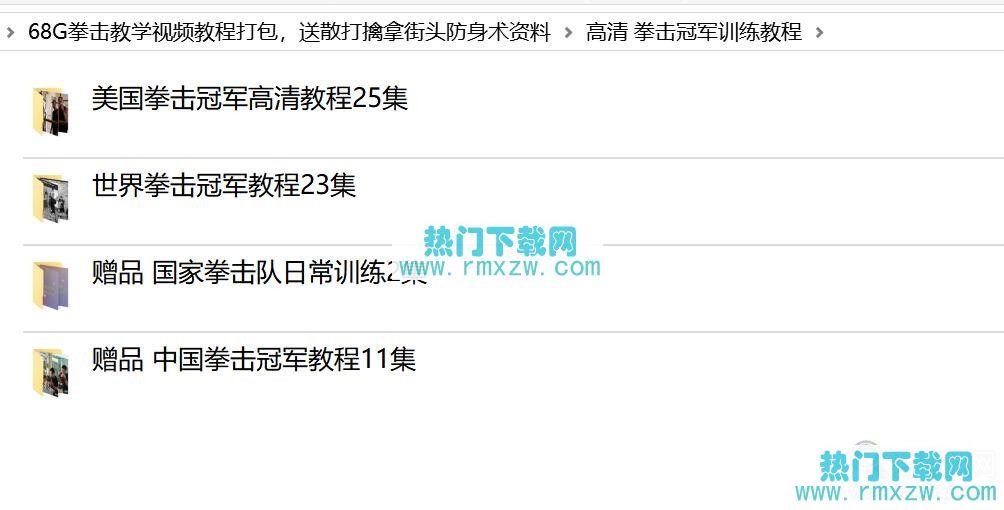 68G拳击教学视频教程打包，送散打擒拿街头防身术资料 > 高清 拳击冠军训练教程 >
美国拳击冠军高清教程25集
世界拳击冠军教程23集
热门下载网
www.rmxzw.com
赠品 国家拳击队日常训练2集
赠品 中国拳击冠军教程11集
热门下载网
www.rmxzw.com